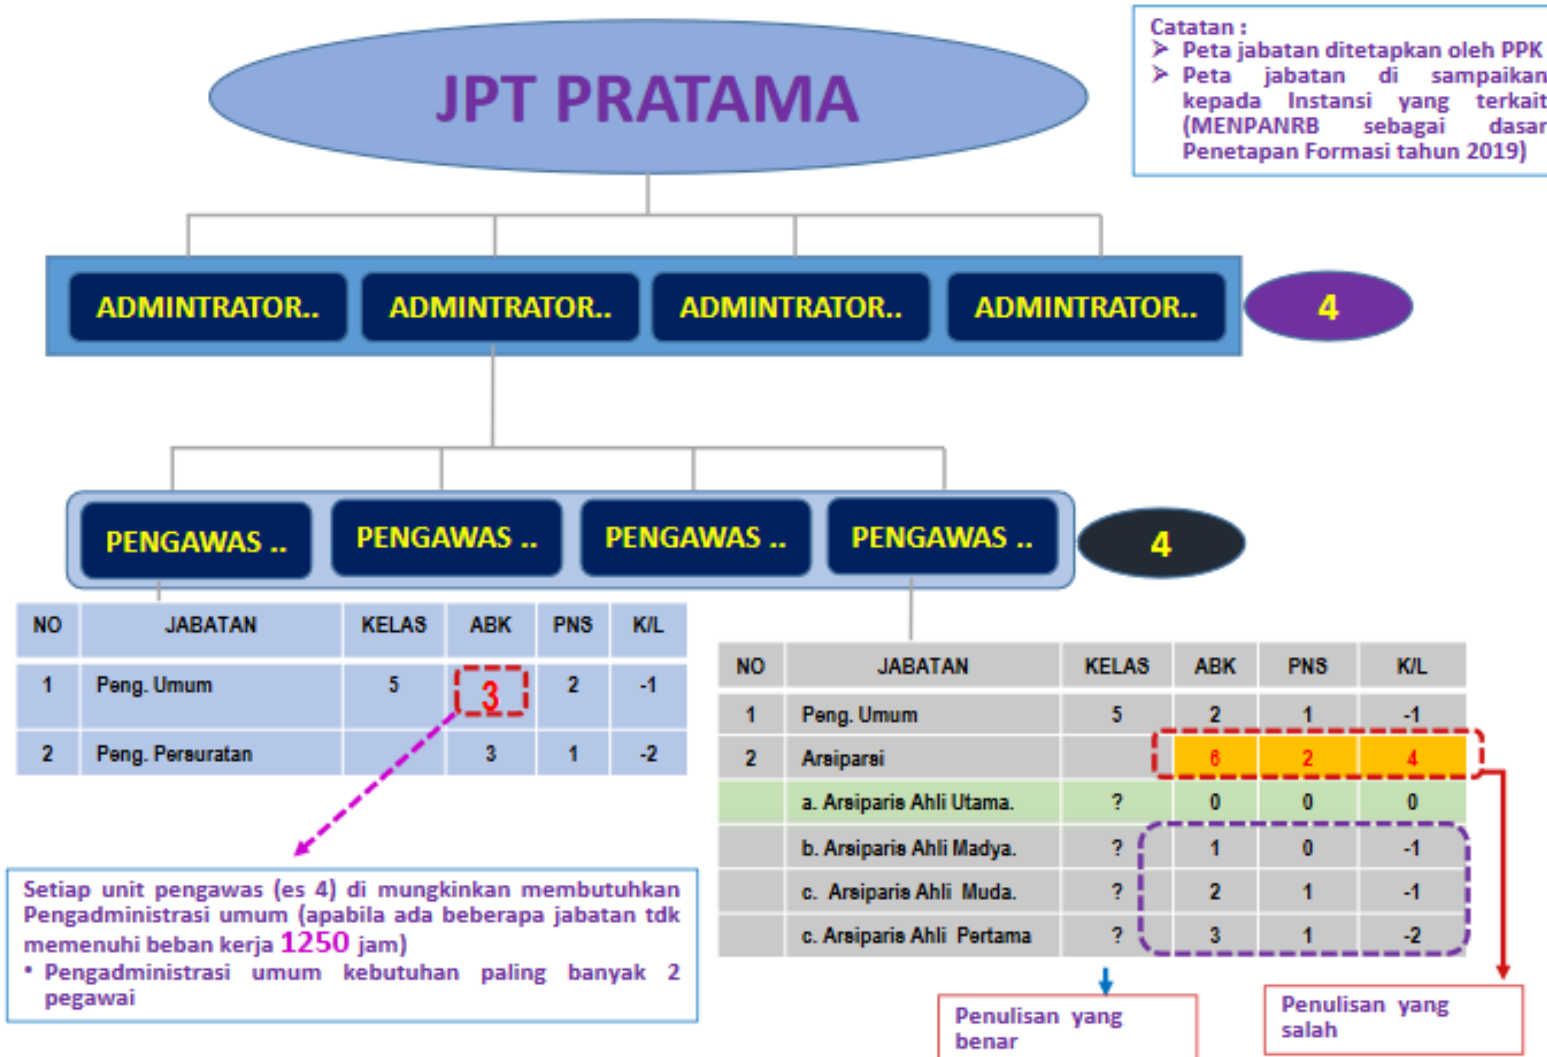 JPT PRATAMA
Catatan :
➢ Peta jabatan ditetapkan oleh PPK
➢ Peta jabatan di sampaikan
kepada Instansi yang terkait
(MENPANRB sebagai dasar
Penetapan Formasi tahun 2019)
ADMINTRATOR.. ADMINTRATOR.. ADMINTRATOR.. ADMINTRATOR.. 4
PENGAWAS .. PENGAWAS .. PENGAWAS .. PENGAWAS .. 4
NO JABATAN KELAS ABK PNS K/L
1 Peng. Umum 5 3 2 -1
2 Peng. Persuratan 3 1 -2
Setiap unit pengawas (es 4) di mungkinkan membutuhkan
Pengadministrasi umum (apabila ada beberapa jabatan tdk
memenuhi beban kerja 1250 jam)
• Pengadministrasi umum kebutuhan paling banyak 2
pegawai
NO JABATAN KELAS ABK PNS K/L
1 Peng. Umum 5 2 1 -1
2 Arsiparsi 6 2 4
a. Arsiparis Ahli Utama. ? 0 0 0
b. Arsiparis Ahli Madya. ? 1 0 -1
c. Arsiparis Ahli Muda. ? 2 1 -1
c. Arsiparis Ahli Pertama ? 3 1 -2
Penulisan yang
benar
Penulisan yang
salah